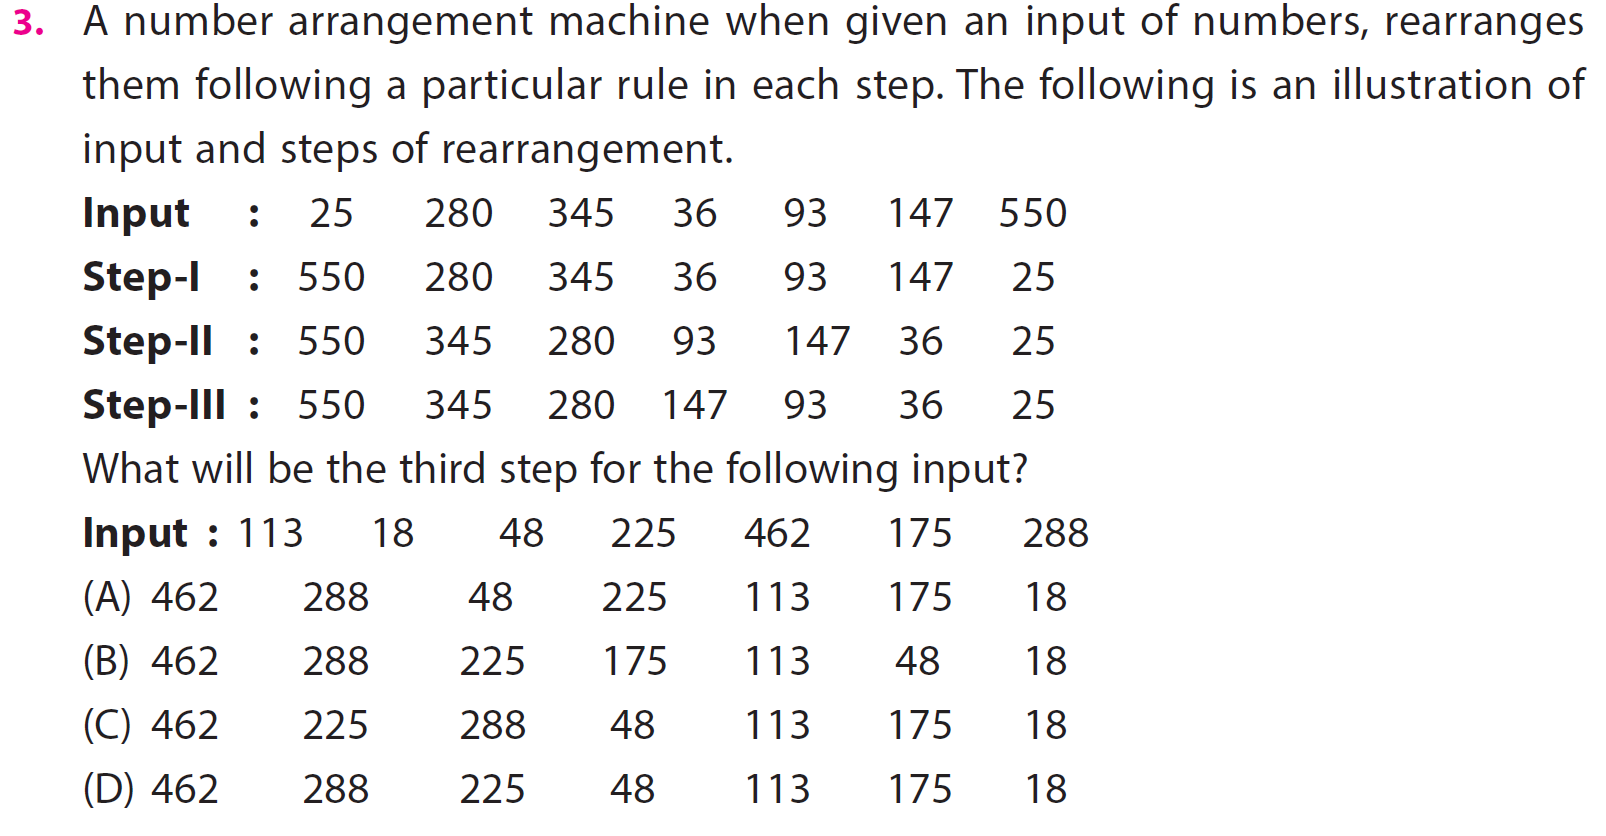 3. A number arrangement machine when given an input of numbers, rearranges
them following a particular rule in each step. The following is an illustration of
input and steps of rearrangement.
Input : 25 280 345 36 93 147 550
Step-I : 550 280 345 36 93 147 25
Step-II : 550 345 280 93 147 36 25
Step-III : 550 345 280 147 93 36 25
What will be the third step for the following input?
Input : 113 18 48 225 462 175 288
(A) 462 288 48 225 113 175 18
(B) 462 288 225 175 113 48 18
(C) 462 225 288 48 113 175 18
(D) 462 288 225 48 113 175 18